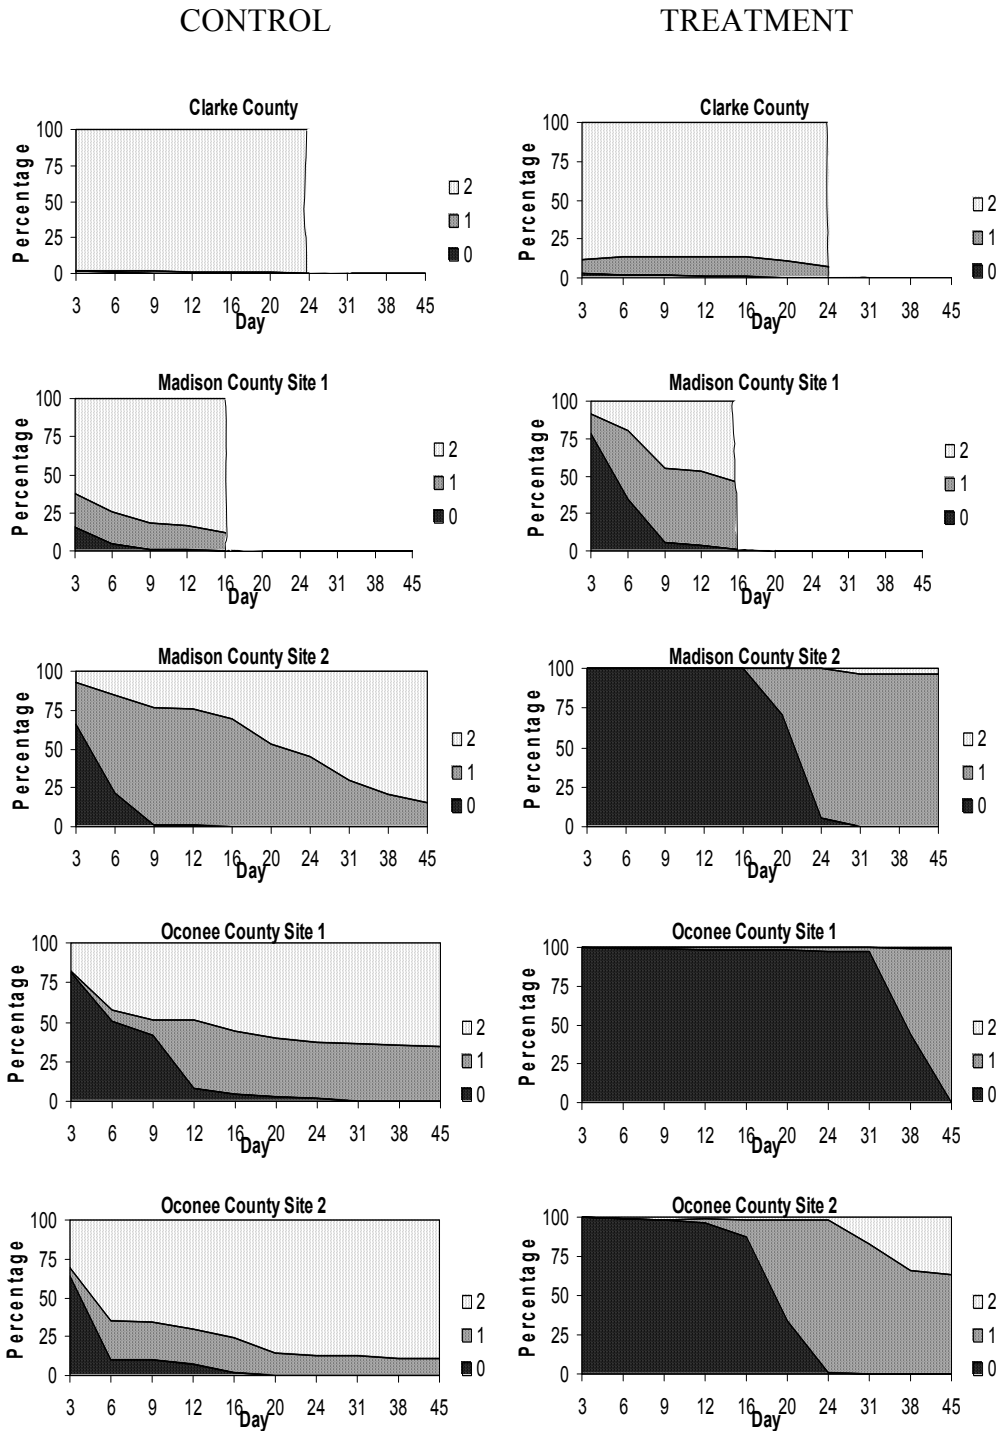 CONTROL TREATMENT
Clarke County
100
75
50
25
0
Percentage
3 6 9 12 16 20 24 31 38 45
Day
2
1
0
Clarke County
100
75
50
25
0
Percentage
3 6 9 12 16 20 24 31 38 45
Day
2
1
0
Madison County Site 1
100
75
50
25
0
Percentage
3 6 9 12 16 20 24 31 38 45
Day
2
1
0
Madison County Site 1
100
75
50
25
0
Percentage
3 6 9 12 16 20 24 31 38 45
Day
2
1
0
Madison County Site 2
100
75
50
25
0
Percentage
3 6 9 12 16 20 24 31 38 45
Day
2
1
0
Madison County Site 2
100
75
50
25
0
Percentage
3 6 9 12 16 20 24 31 38 45
Day
2
1
0
Oconee County Site 1
100
75
50
25
0
Percentage
3 6 9 12 16 20 24 31 38 45
Day
2
1
0
Oconee County Site 1
100
75
50
25
0
Percentage
3 6 9 12 16 20 24 31 38 45
Day
2
1
0
Oconee County Site 2
100
75
50
25
0
Percentage
3 6 9 12 16 20 24 31 38 45
Day
2
1
0
Oconee County Site 2
100
75
50
25
0
Percentage
3 6 9 12 16 20 24 31 38 45
Day
2
1
0